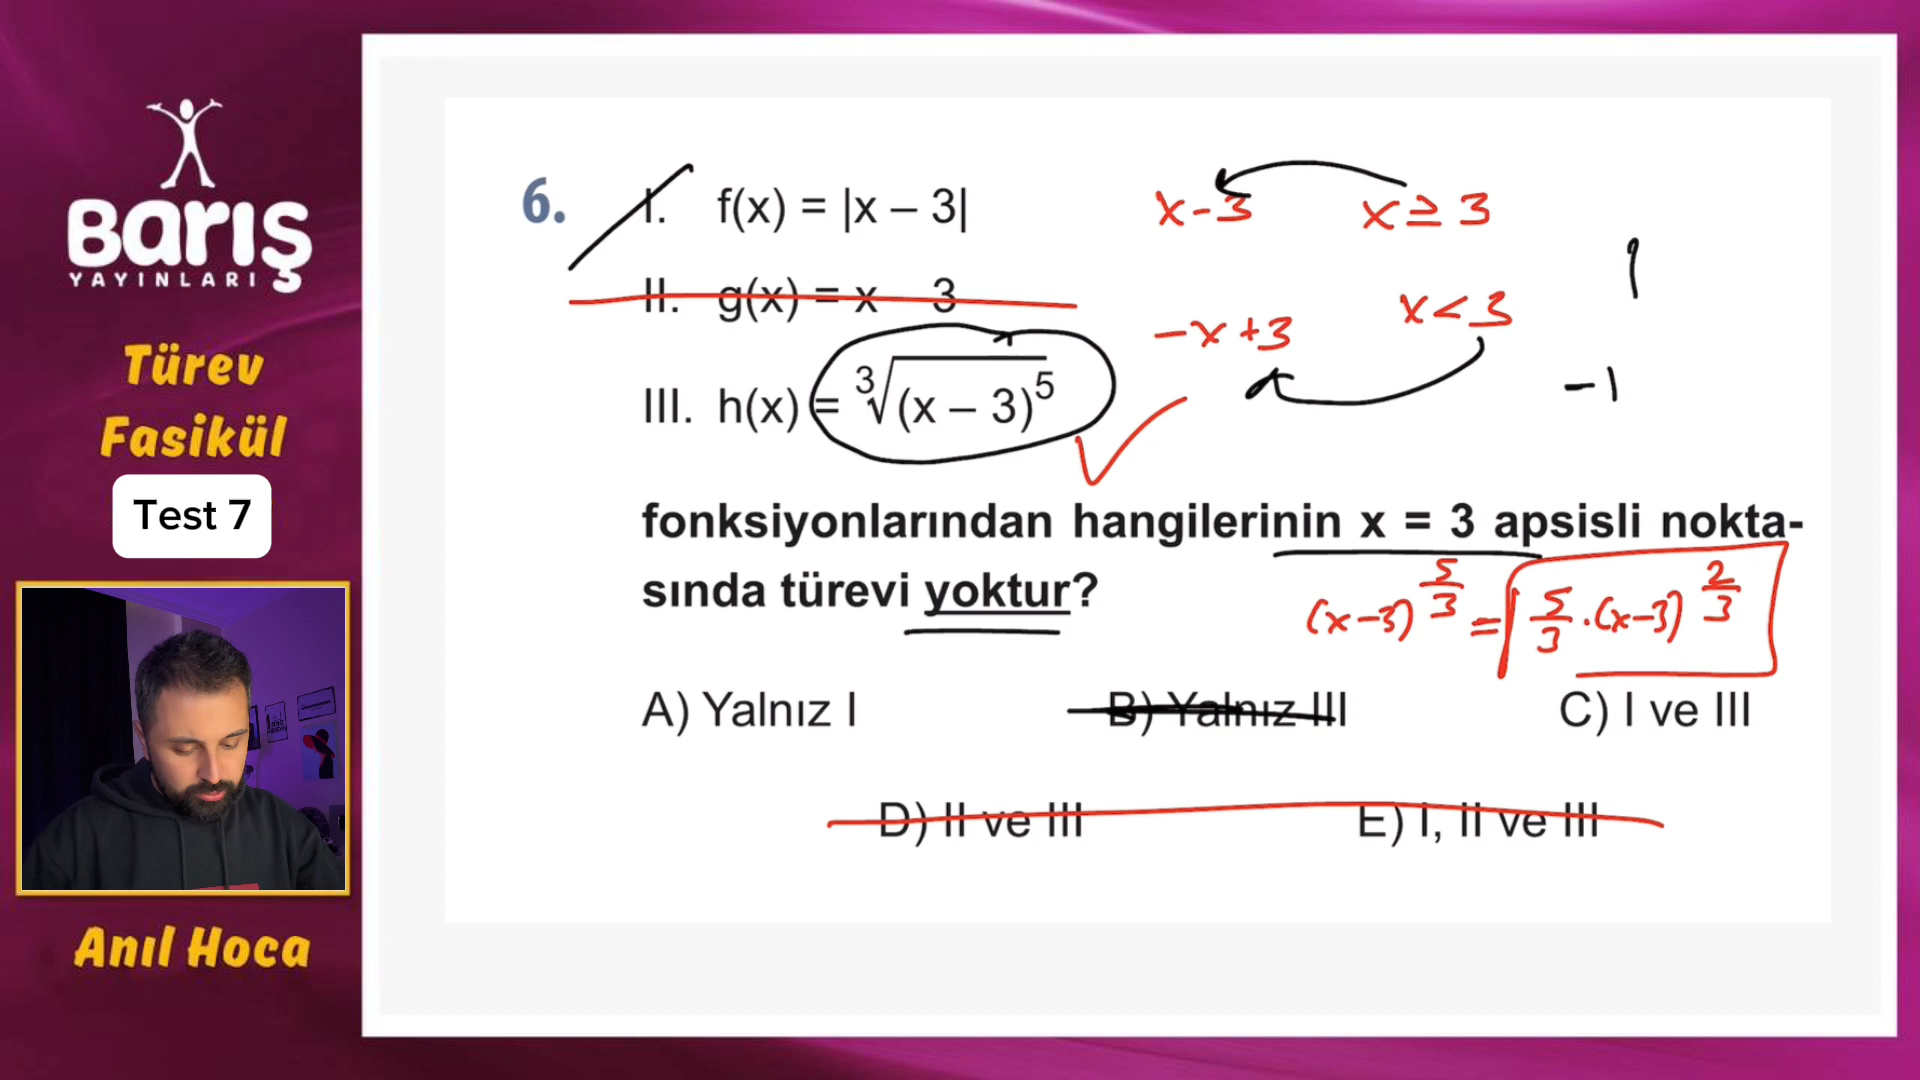 Barış
YAYINLARI
Türev
Fasikül
Test 7
Anıl Hoca
6. I. f(x) = |x – 3|
x-3 x≥3
1
II. g(x) = x – 3
-x+3 x<3
-1
III. h(x) = ³√(x – 3)⁵
fonksiyonlarından hangilerinin x = 3 apsisli nokta-
sında türevi yoktur?
(x-3)^5/3 = 5/3·(x-3)^2/3
A) Yalnız I B) Yalnız III C) I ve III
D) II ve III E) I, II ve III